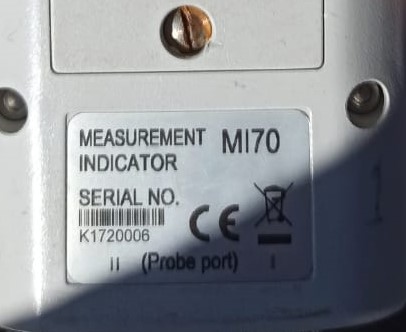 MEASUREMENT MI70
INDICATOR
SERIAL NO.
K1720006
CE
II (Probe port) I